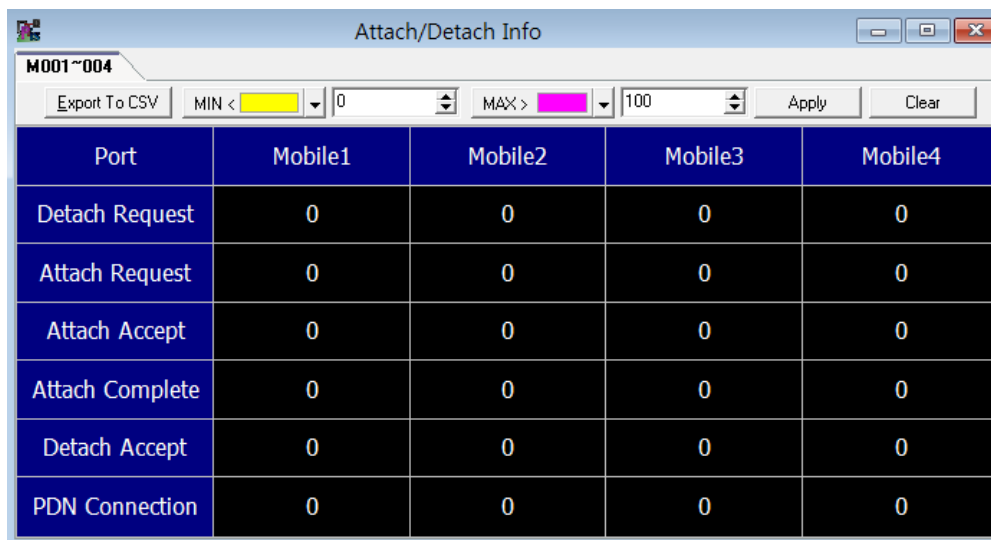 Attach/Detach Info
M001~004
Export To CSV MIN < 0 MAX > 100 Apply Clear
Port Mobile1 Mobile2 Mobile3 Mobile4
Detach Request 0 0 0 0
Attach Request 0 0 0 0
Attach Accept 0 0 0 0
Attach Complete 0 0 0 0
Detach Accept 0 0 0 0
PDN Connection 0 0 0 0